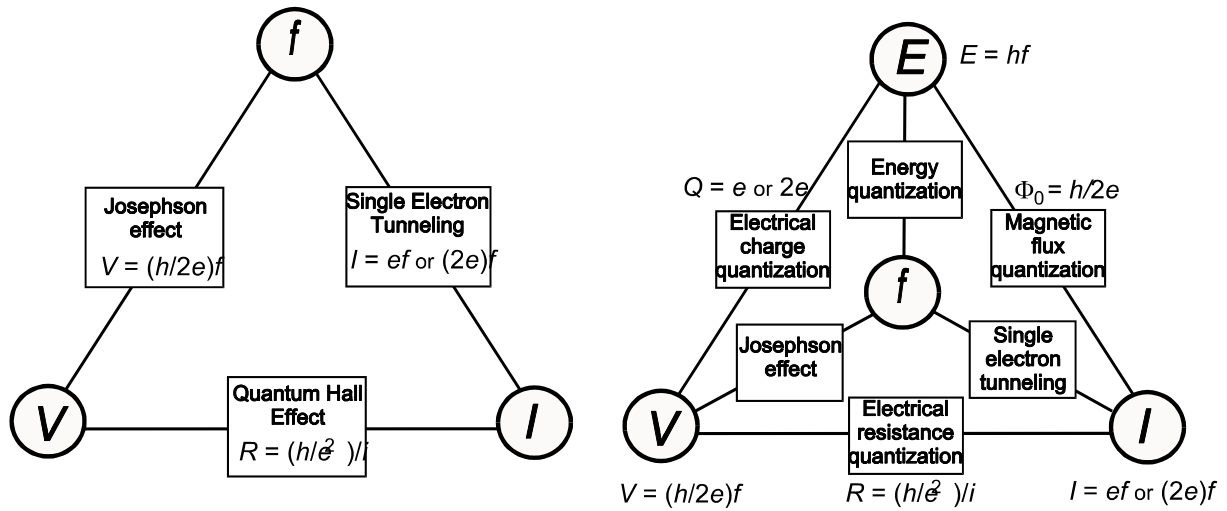 f
Josephson
effect
V = (h/2e)f
Single Electron
Tunneling
I = ef or (2e)f
V
Quantum Hall
Effect
R = (h/e²)/i
I
E
E = hf
Energy
quantization
Q = e or 2e
Φ₀ = h/2e
Electrical
charge
quantization
Magnetic
flux
quantization
f
Josephson
effect
Single
electron
tunneling
V
Electrical
resistance
quantization
I
V = (h/2e)f
R = (h/e²)/i
I = ef or (2e)f